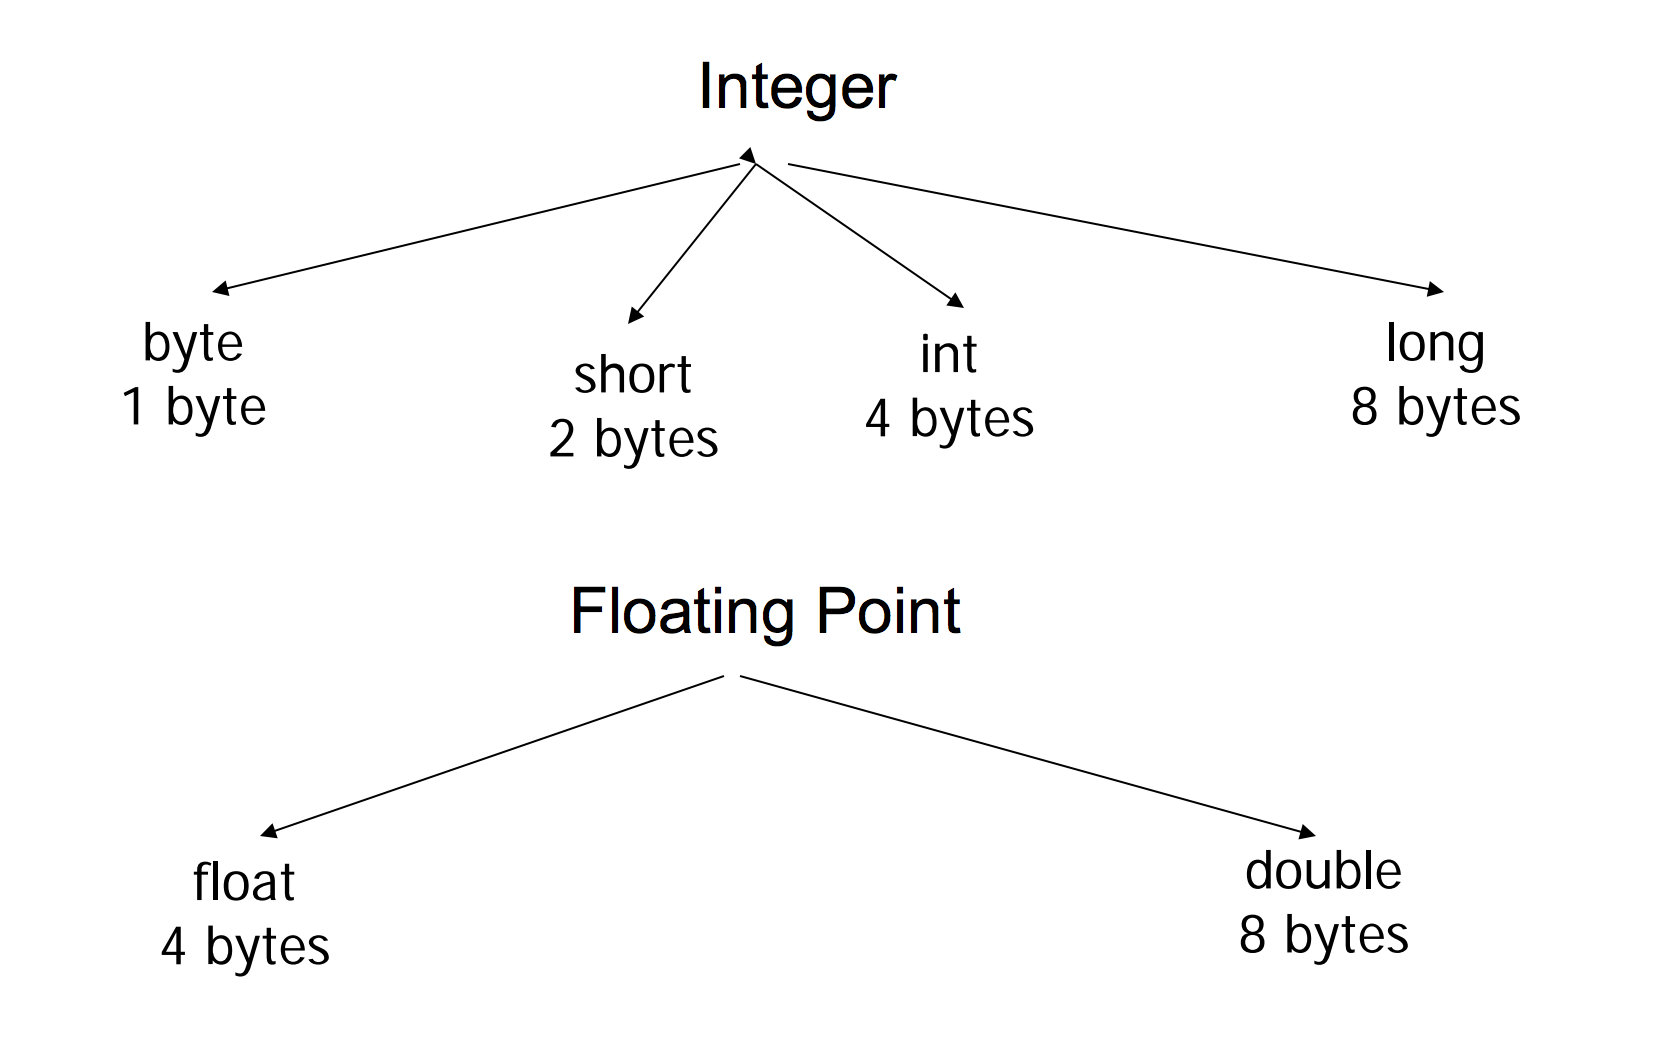 Integer
byte
1 byte
short
2 bytes
int
4 bytes
long
8 bytes
Floating Point
float
4 bytes
double
8 bytes